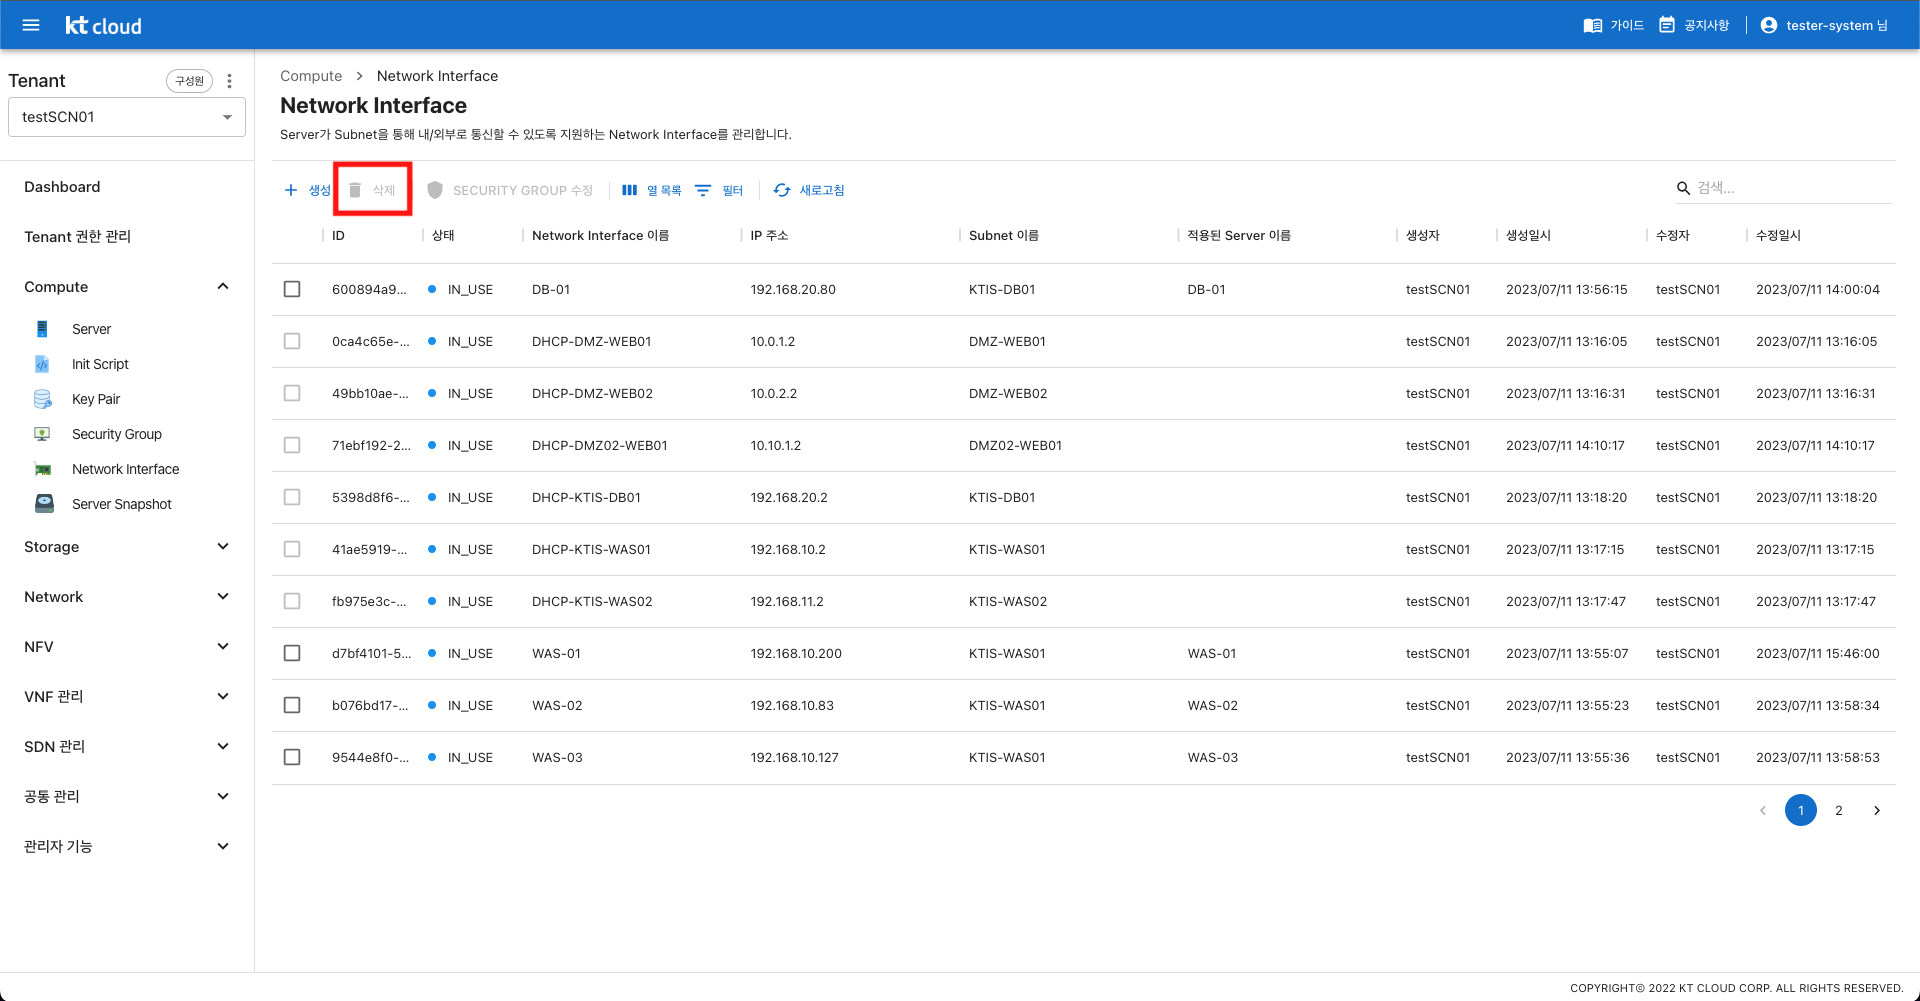 kt cloud
가이드 공지사항 tester-system 님
Tenant 구성원
testSCN01
Dashboard
Tenant 권한 관리
Compute
Server
Init Script
Key Pair
Security Group
Network Interface
Server Snapshot
Storage
Network
NFV
VNF 관리
SDN 관리
공통 관리
관리자 기능
Compute > Network Interface
Network Interface
Server가 Subnet을 통해 내/외부로 통신할 수 있도록 지원하는 Network Interface를 관리합니다.
생성 삭제 SECURITY GROUP 수정 열 목록 필터 새로고침 검색...
ID 상태 Network Interface 이름 IP 주소 Subnet 이름 적용된 Server 이름 생성자 생성일시 수정자 수정일시
600894a9... IN_USE DB-01 192.168.20.80 KTIS-DB01 DB-01 testSCN01 2023/07/11 13:56:15 testSCN01 2023/07/11 14:00:04
0ca4c65e-... IN_USE DHCP-DMZ-WEB01 10.0.1.2 DMZ-WEB01 testSCN01 2023/07/11 13:16:05 testSCN01 2023/07/11 13:16:05
49bb10ae-... IN_USE DHCP-DMZ-WEB02 10.0.2.2 DMZ-WEB02 testSCN01 2023/07/11 13:16:31 testSCN01 2023/07/11 13:16:31
71ebf192-2... IN_USE DHCP-DMZ02-WEB01 10.10.1.2 DMZ02-WEB01 testSCN01 2023/07/11 14:10:17 testSCN01 2023/07/11 14:10:17
5398d8f6-... IN_USE DHCP-KTIS-DB01 192.168.20.2 KTIS-DB01 testSCN01 2023/07/11 13:18:20 testSCN01 2023/07/11 13:18:20
41ae5919-... IN_USE DHCP-KTIS-WAS01 192.168.10.2 KTIS-WAS01 testSCN01 2023/07/11 13:17:15 testSCN01 2023/07/11 13:17:15
fb975e3c-... IN_USE DHCP-KTIS-WAS02 192.168.11.2 KTIS-WAS02 testSCN01 2023/07/11 13:17:47 testSCN01 2023/07/11 13:17:47
d7bf4101-5... IN_USE WAS-01 192.168.10.200 KTIS-WAS01 WAS-01 testSCN01 2023/07/11 13:55:07 testSCN01 2023/07/11 15:46:00
b076bd17-... IN_USE WAS-02 192.168.10.83 KTIS-WAS01 WAS-02 testSCN01 2023/07/11 13:55:23 testSCN01 2023/07/11 13:58:34
9544e8f0-... IN_USE WAS-03 192.168.10.127 KTIS-WAS01 WAS-03 testSCN01 2023/07/11 13:55:36 testSCN01 2023/07/11 13:58:53
1 2
COPYRIGHT© 2022 KT CLOUD CORP. ALL RIGHTS RESERVED.